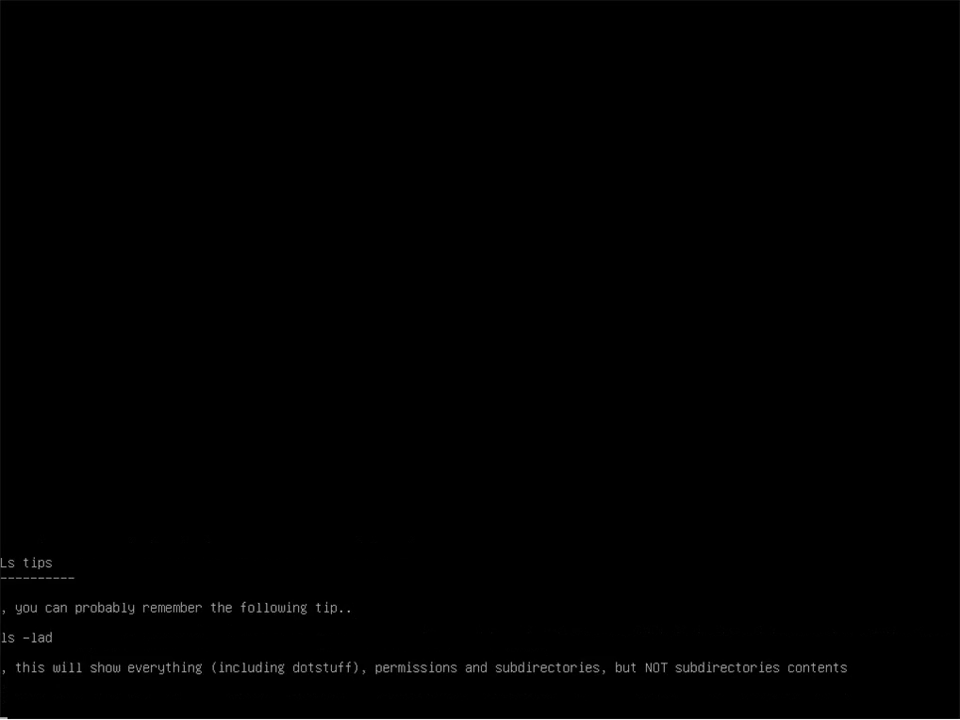 Ls tips
----------
, you can probably remember the following tip..
ls -lad
, this will show everything (including dotstuff), permissions and subdirectories, but NOT subdirectories contents